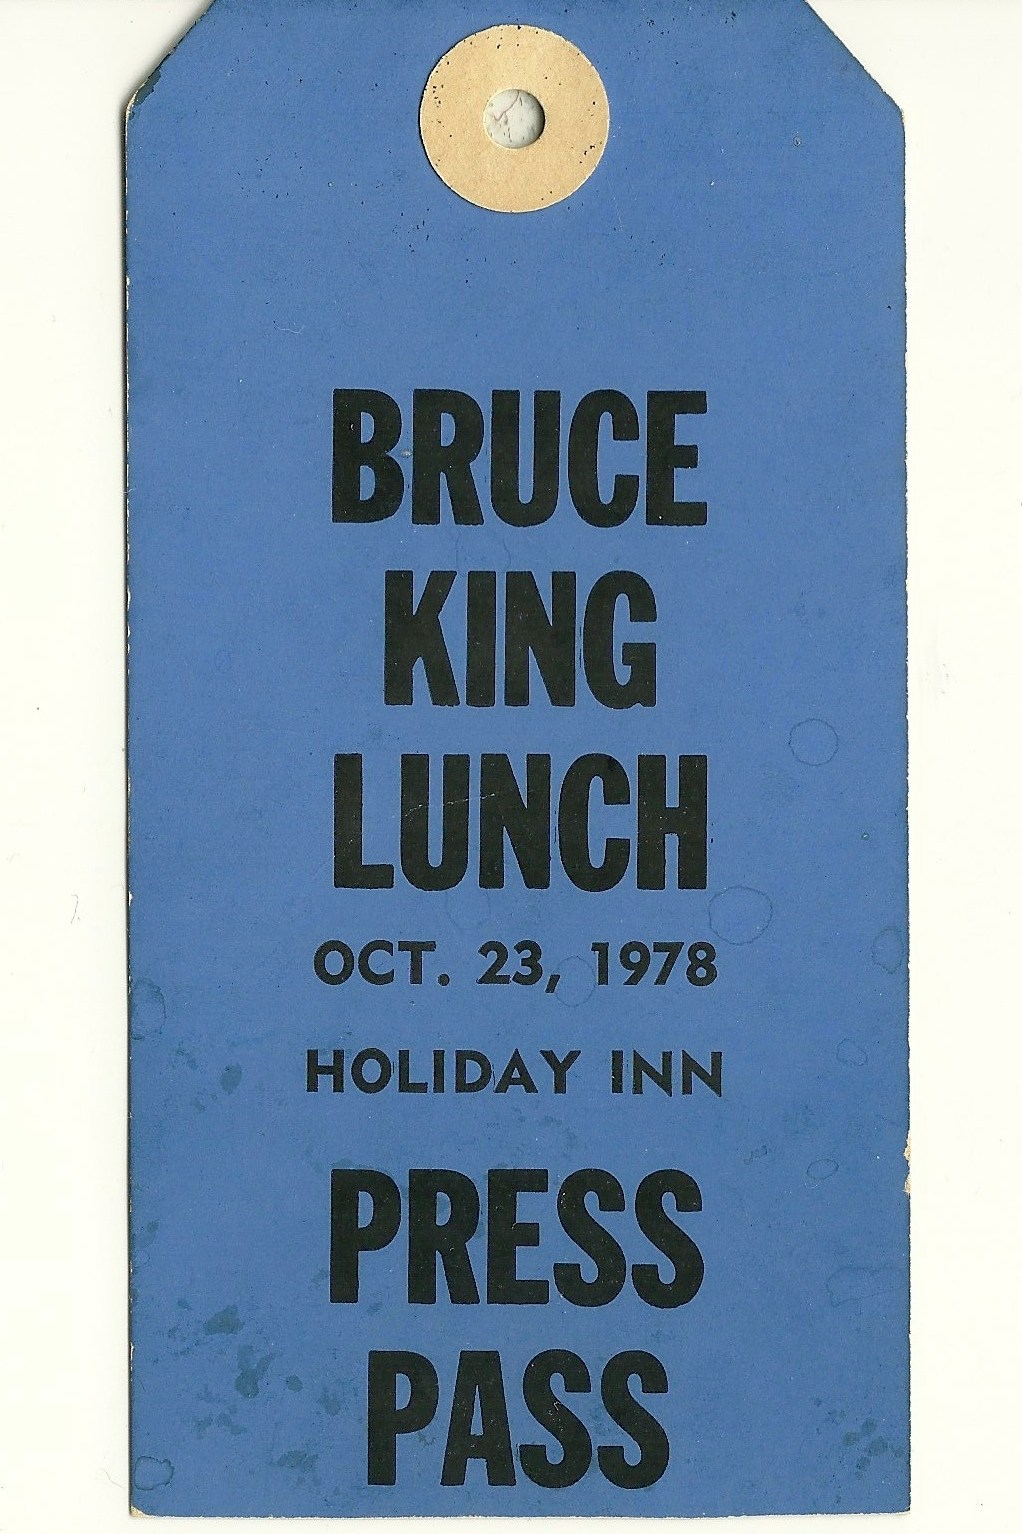 BRUCE
KING
LUNCH
OCT. 23, 1978
HOLIDAY INN
PRESS
PASS